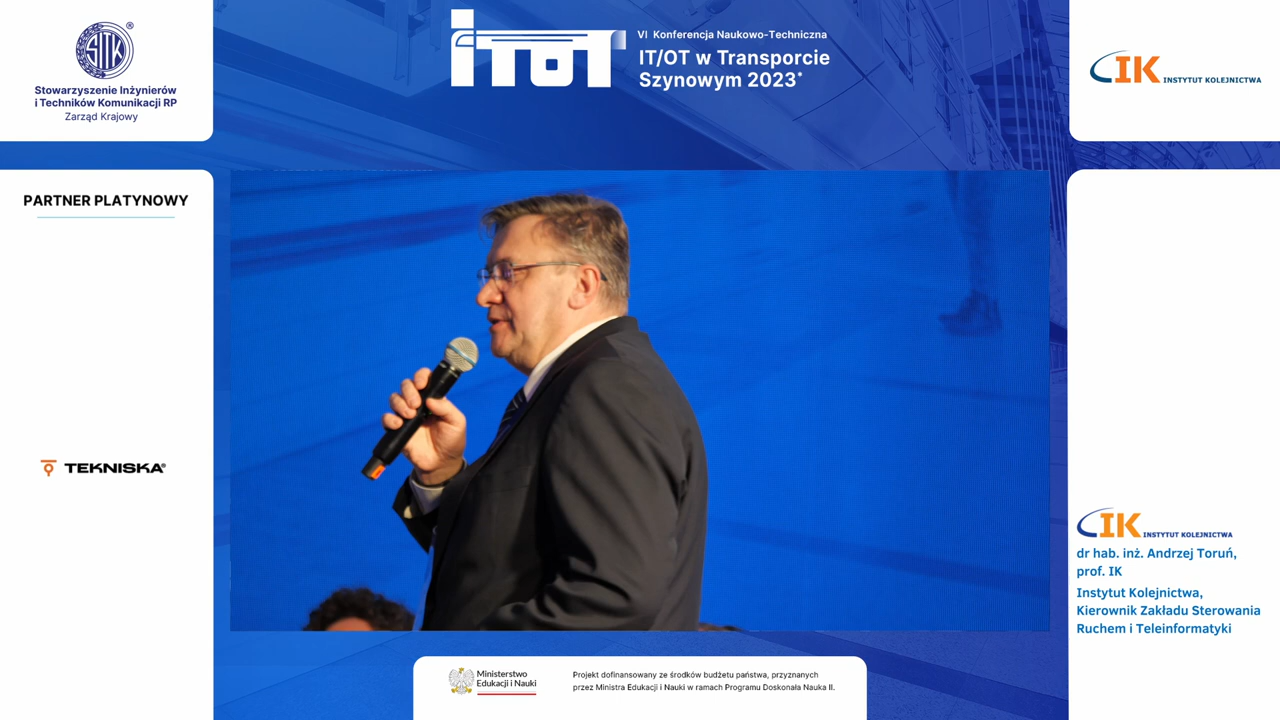 SITK
®
Stowarzyszenie Inżynierów
i Techników Komunikacji RP
Zarząd Krajowy
ITOT
VI Konferencja Naukowo-Techniczna
IT/OT w Transporcie
Szynowym 2023*
IK INSTYTUT KOLEJNICTWA
PARTNER PLATYNOWY
TEKNISKA®
IK INSTYTUT KOLEJNICTWA
dr hab. inż. Andrzej Toruń,
prof. IK
Instytut Kolejnictwa,
Kierownik Zakładu Sterowania
Ruchem i Teleinformatyki
Ministerstwo
Edukacji i Nauki
Projekt dofinansowany ze środków budżetu państwa, przyznanych
przez Ministra Edukacji i Nauki w ramach Programu Doskonała Nauka II.